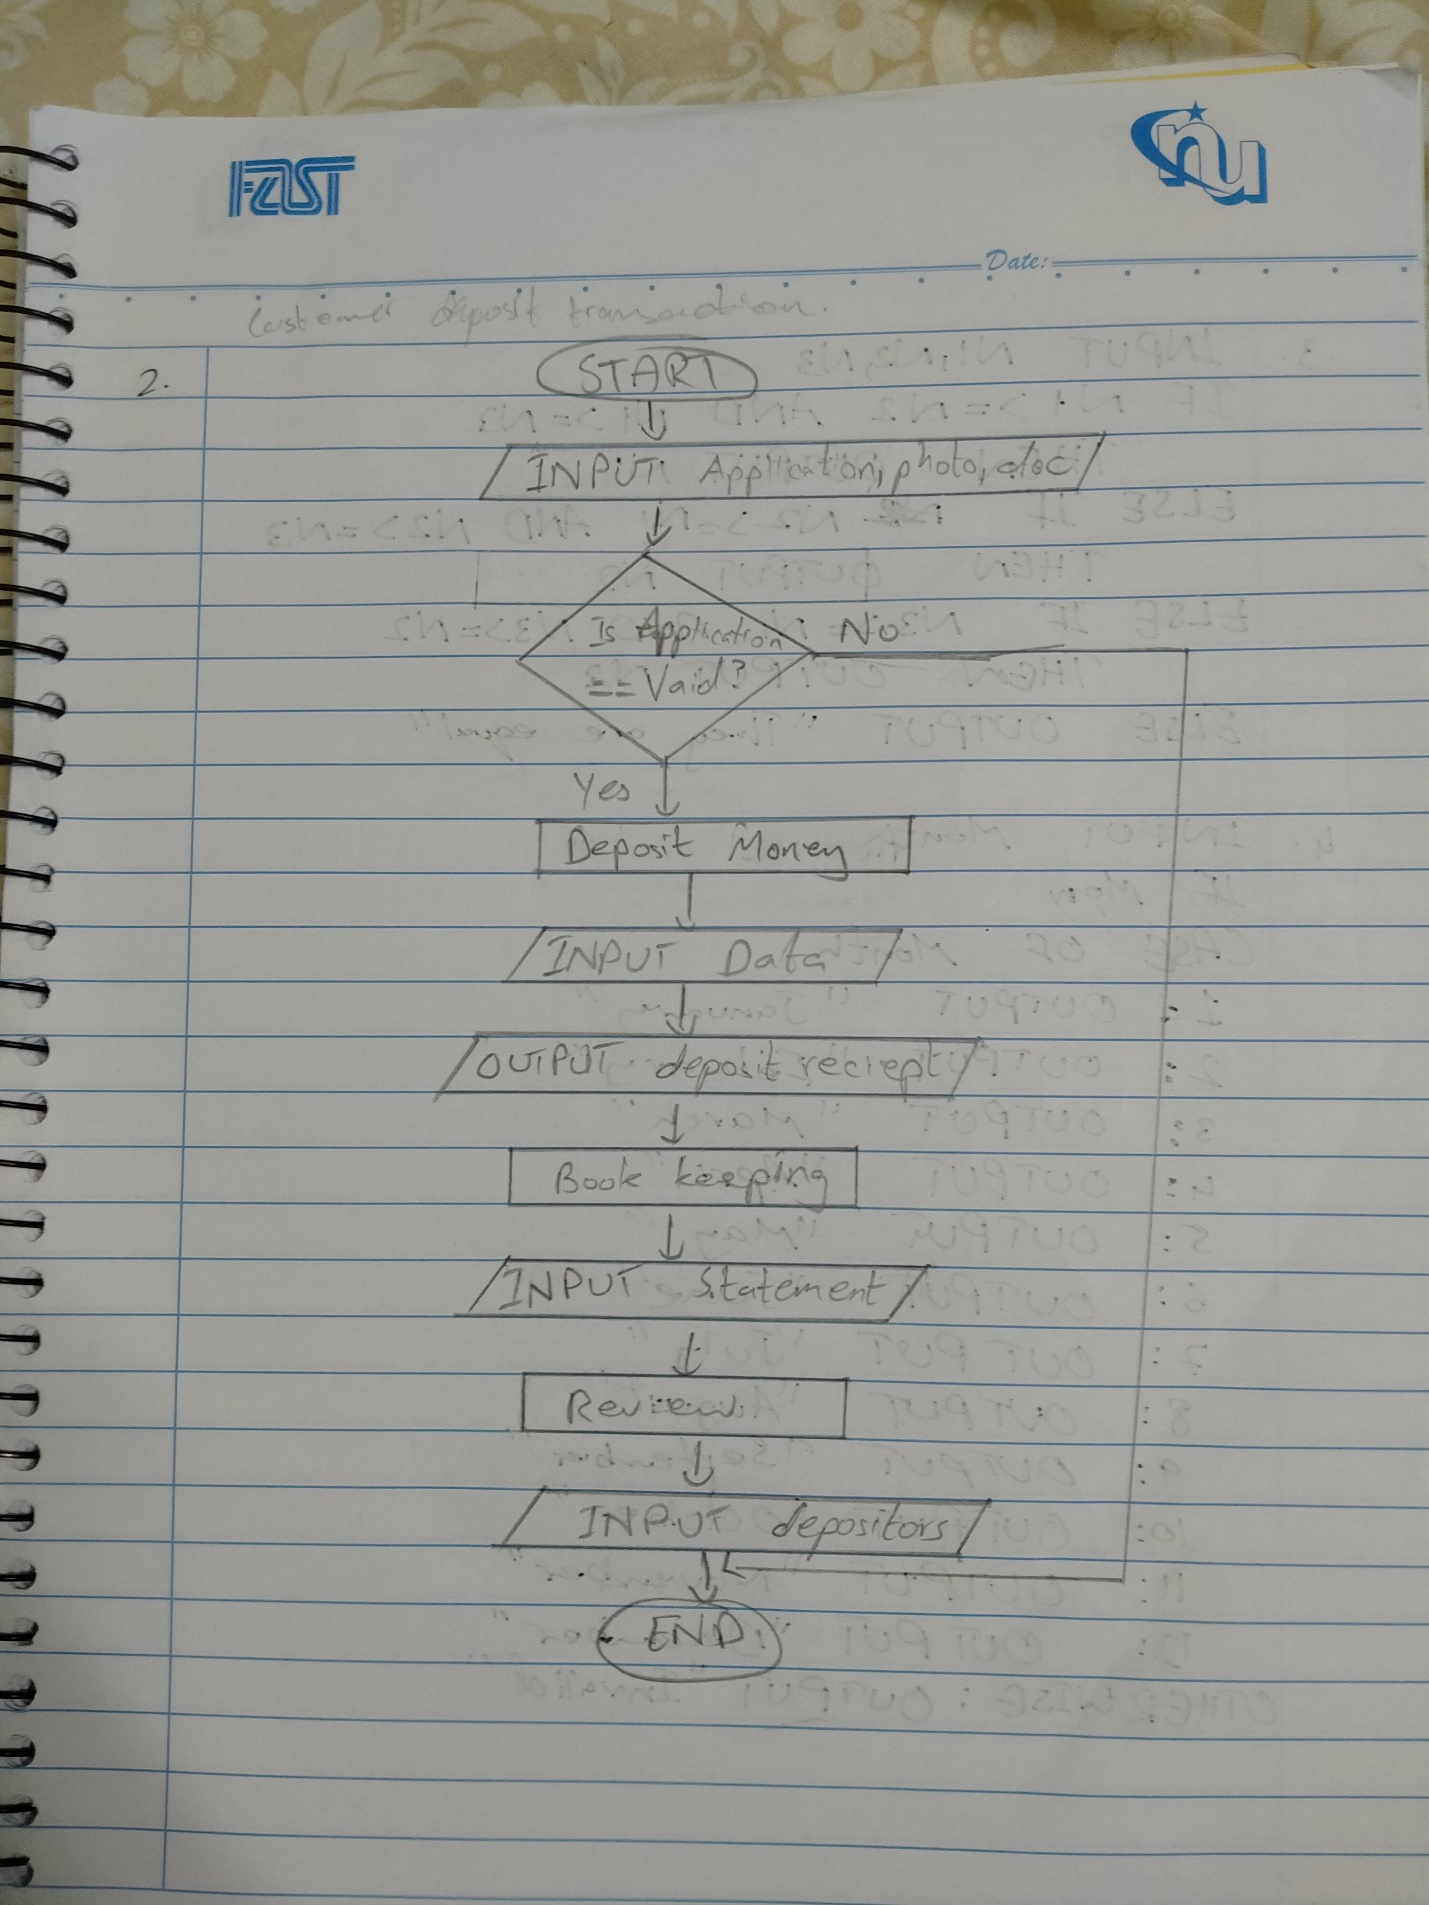 FAST
nu
Date:
Customer deposit transaction.
2.
START
INPUT Application, photo, doc
Is Application
== Vaid?
No
Yes
Deposit Money
INPUT Data
OUTPUT deposit reciept
Book keeping
INPUT Statement
Review
INPUT depositors
END